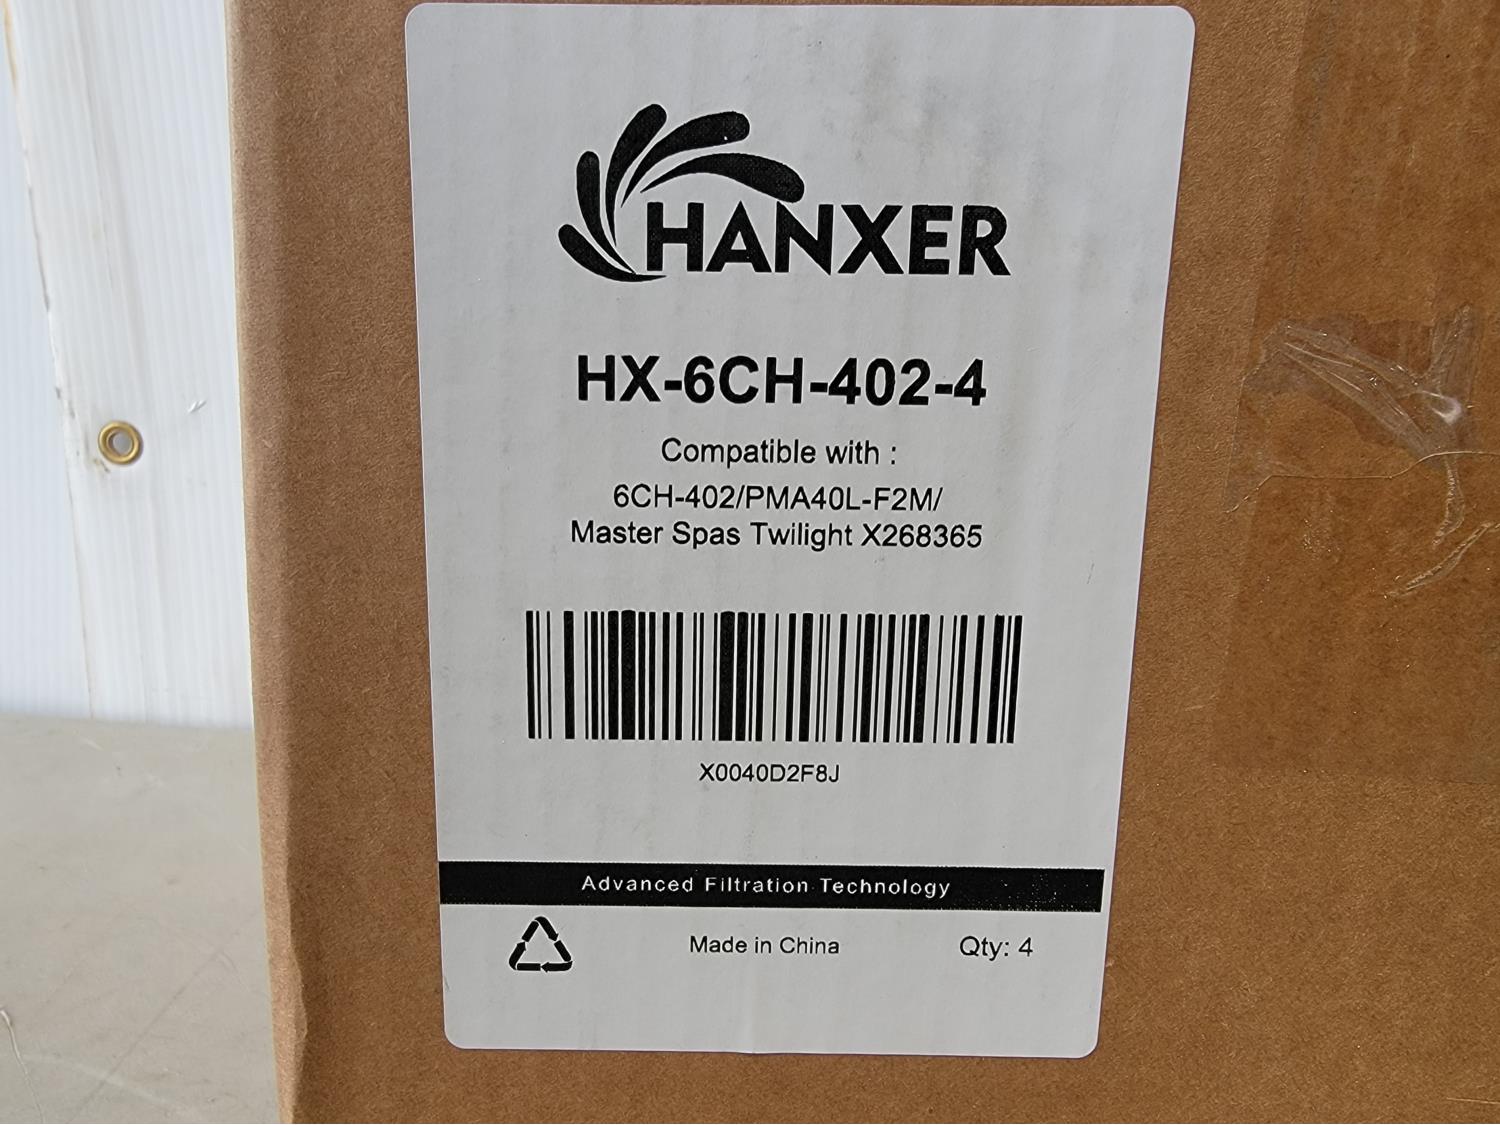 HANXER
HX-6CH-402-4
Compatible with :
6CH-402/PMA40L-F2M/
Master Spas Twilight X268365
X0040D2F8J
Advanced Filtration Technology
Made in China
Qty: 4